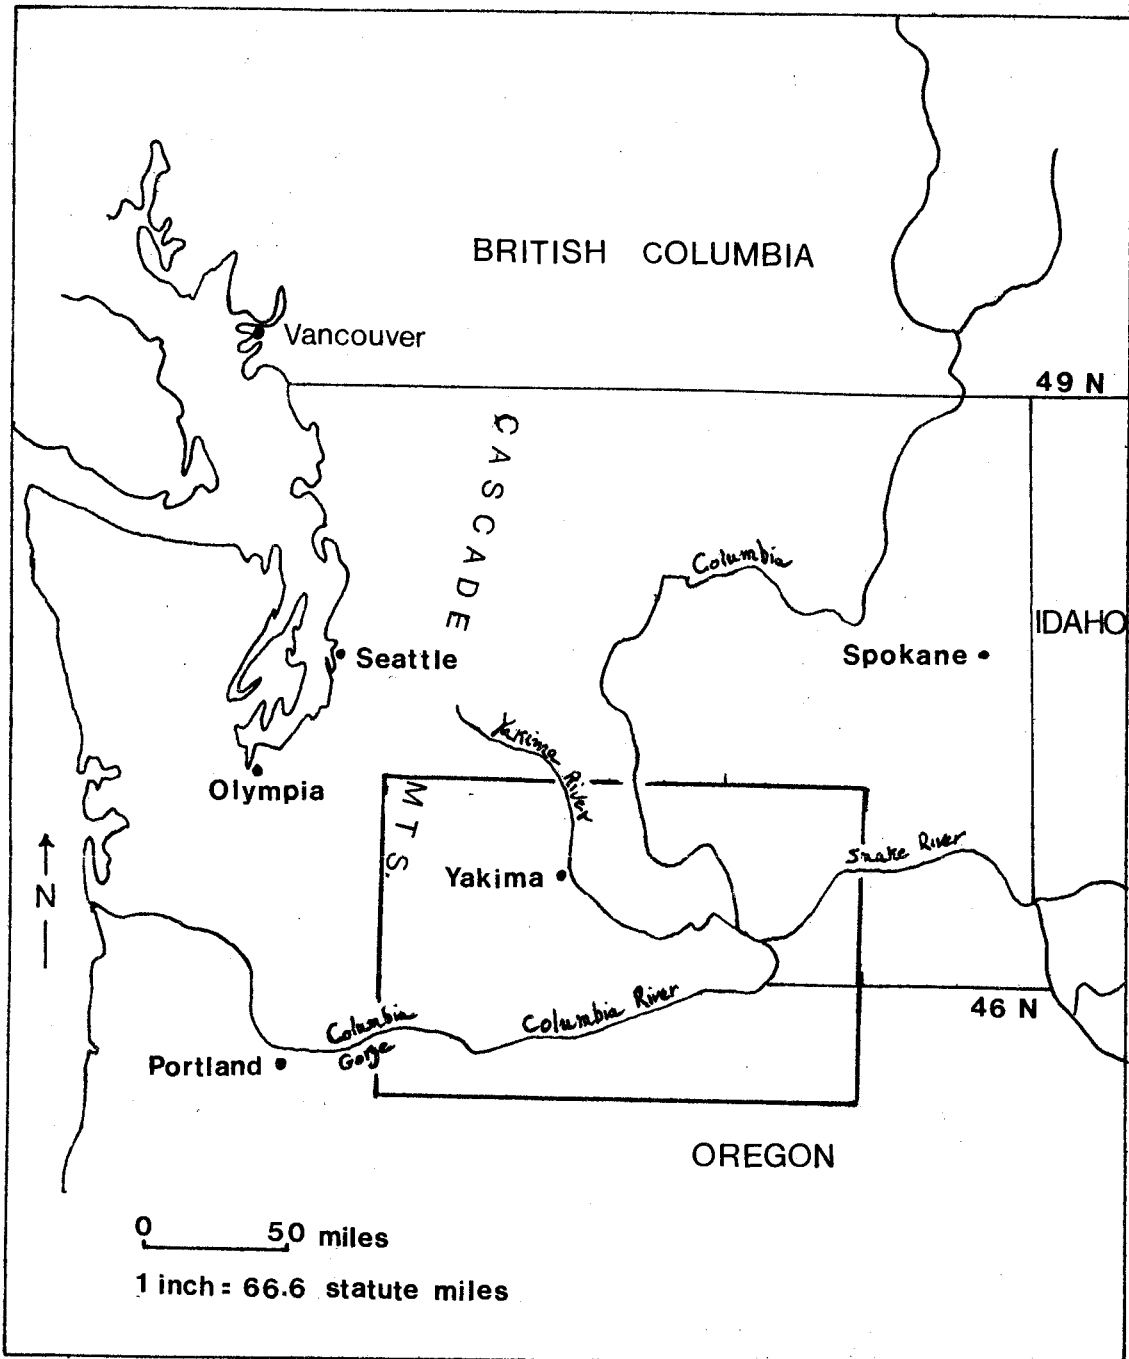 BRITISH COLUMBIA
Vancouver
49 N
CASCADE
Columbia
IDAHO
Seattle
Spokane
Yakima River
Olympia
MTS.
Snake River
Yakima
N
Columbia River
46 N
Columbia
Gorge
Portland
OREGON
0 50 miles
1 inch = 66.6 statute miles